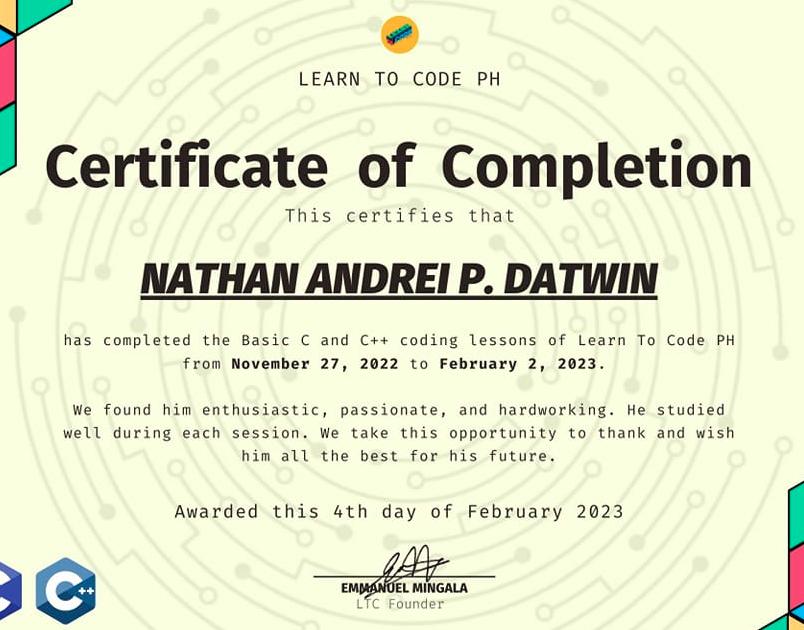 LEARN TO CODE PH
Certificate of Completion
This certifies that
NATHAN ANDREI P. DATWIN
has completed the Basic C and C++ coding lessons of Learn To Code PH
from November 27, 2022 to February 2, 2023.
We found him enthusiastic, passionate, and hardworking. He studied
well during each session. We take this opportunity to thank and wish
him all the best for his future.
Awarded this 4th day of February 2023
EMMANUEL MINGALA
LTC Founder
C
C++